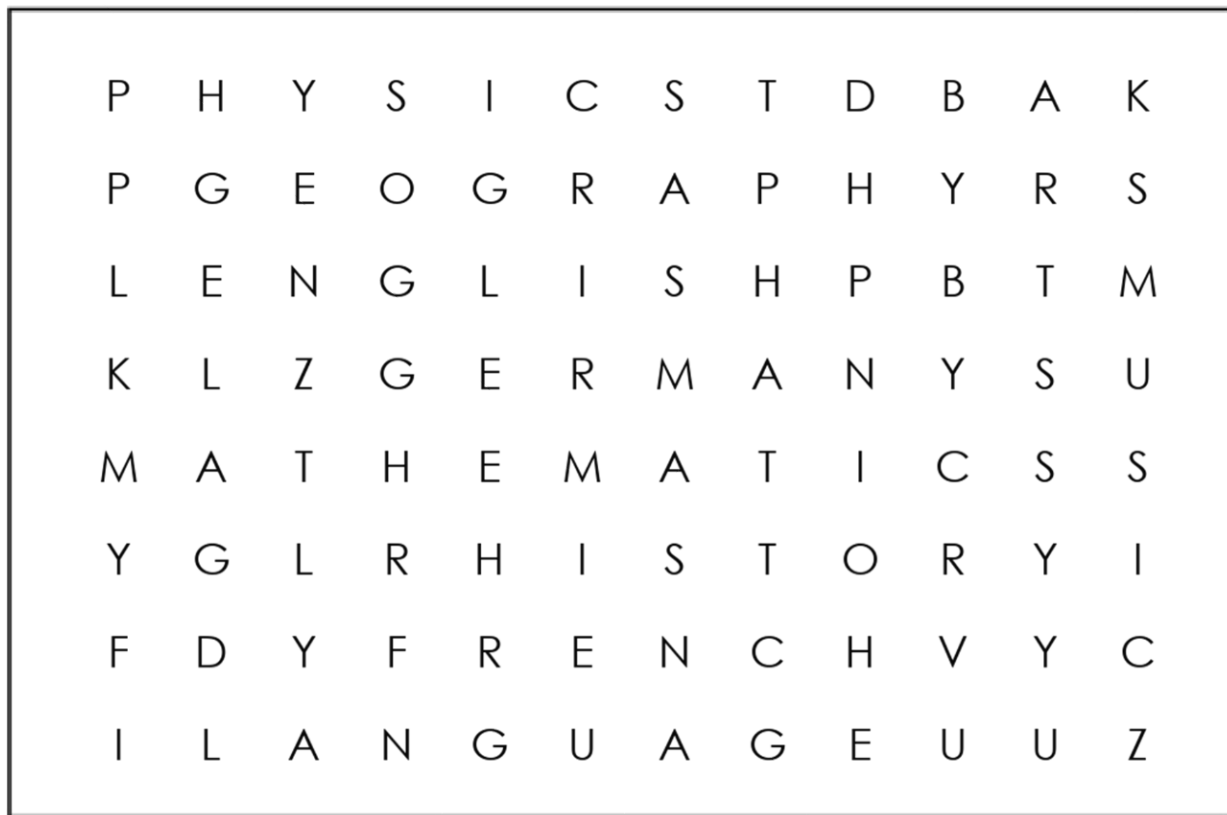 P H Y S I C S T D B A K
P G E O G R A P H Y R S
L E N G L I S H P B T M
K L Z G E R M A N Y S U
M A T H E M A T I C S S
Y G L R H I S T O R Y I
F D Y F R E N C H V Y C
I L A N G U A G E U U Z